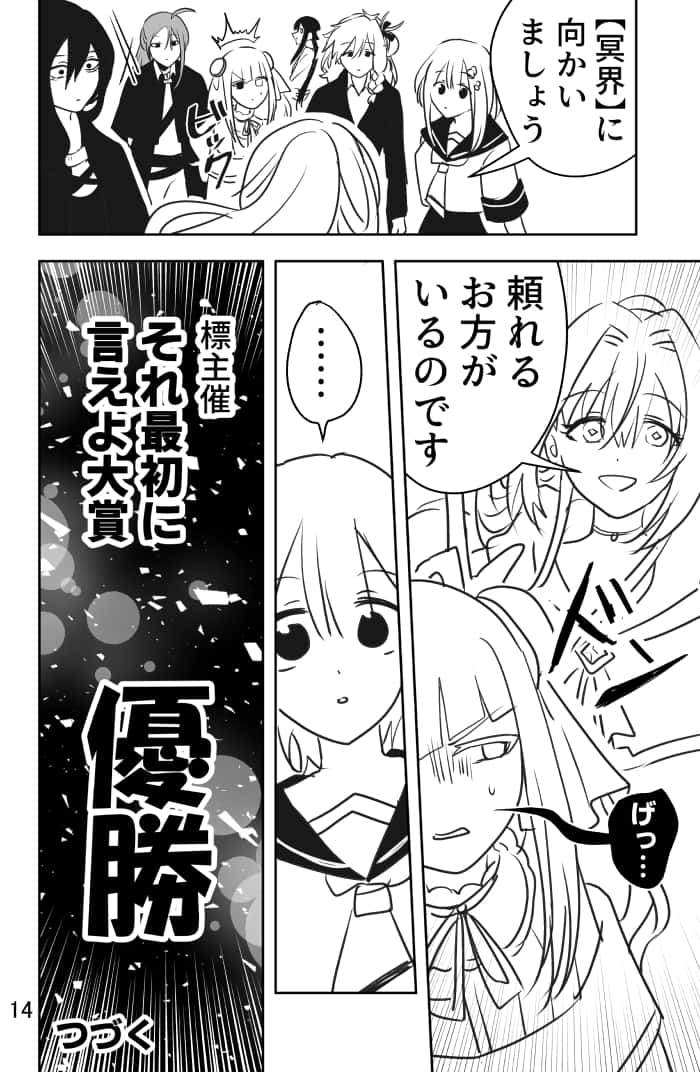 【冥界】に
向かい
ましょう
ビクッ
頼れる
お方が
いるのです
ドン
げっ…
……
標主催
それ最初に
言えよ大賞
優勝
つづく
14